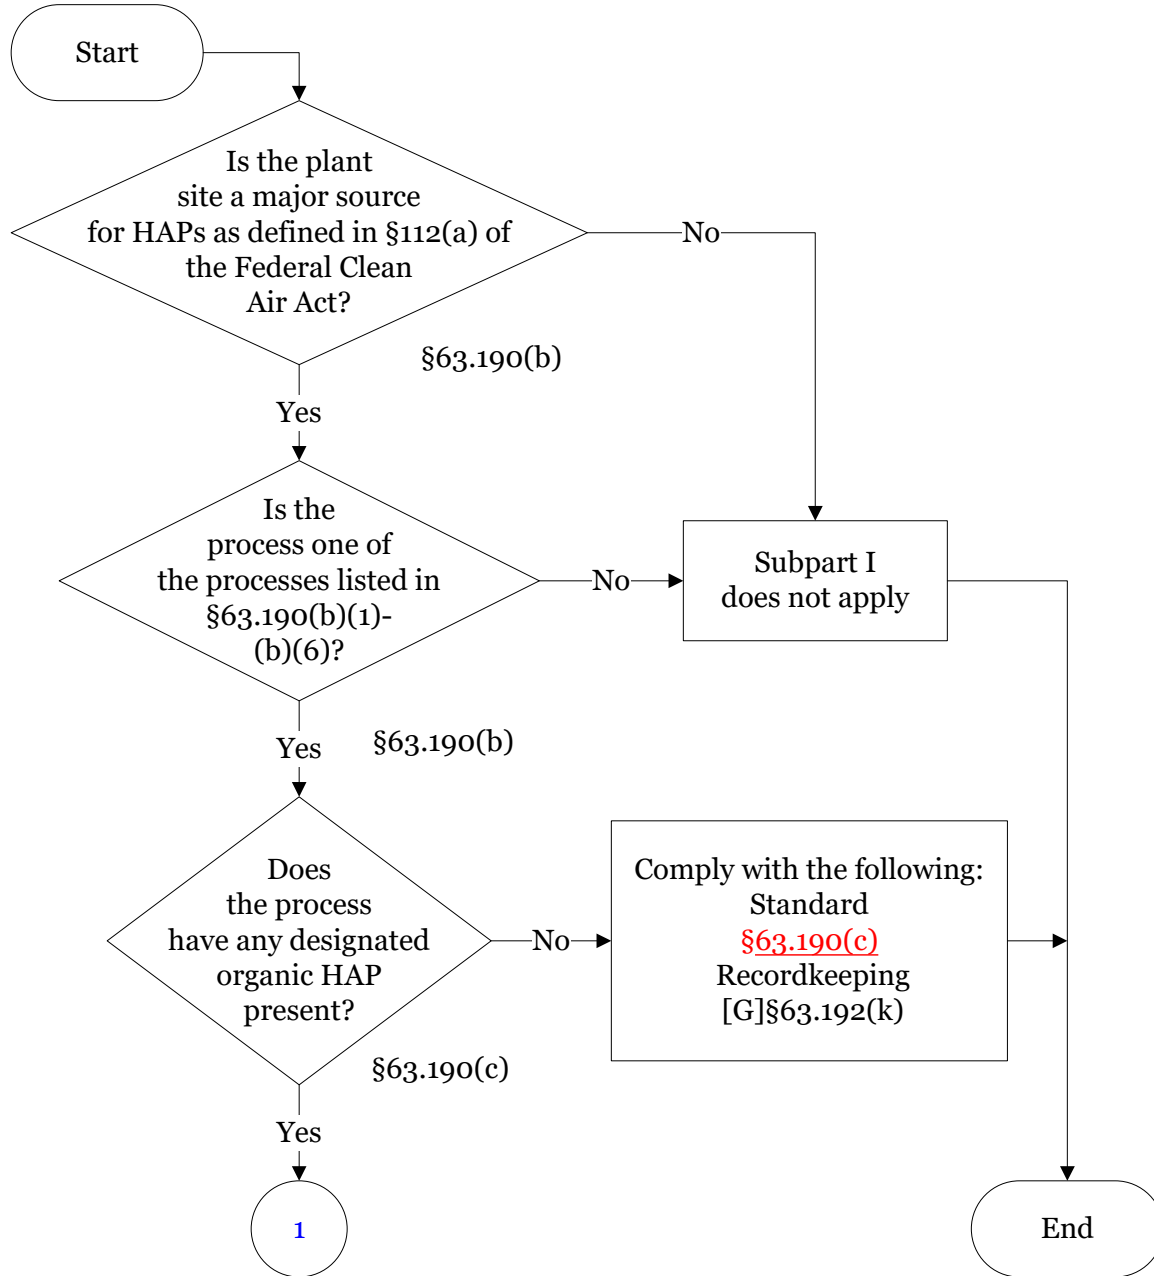 Start
Is the plant
site a major source
for HAPs as defined in §112(a) of
the Federal Clean
Air Act?
No
§63.190(b)
Yes
Is the
process one of
the processes listed in
§63.190(b)(1)-
(b)(6)?
No
Subpart I
does not apply
Yes
§63.190(b)
Does
the process
have any designated
organic HAP
present?
No
Comply with the following:
Standard
§63.190(c)
Recordkeeping
[G]§63.192(k)
§63.190(c)
Yes
1
End